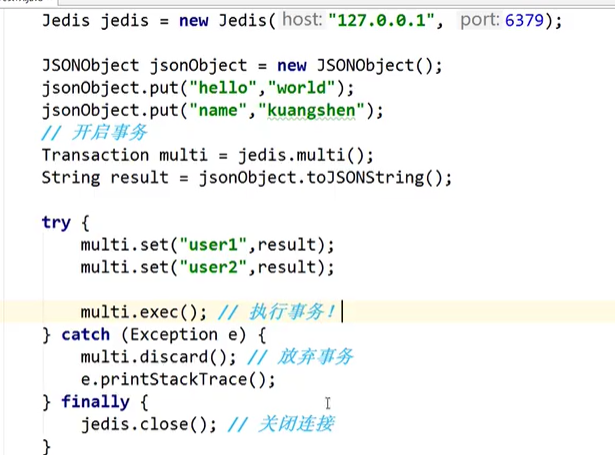 Jedis jedis = new Jedis( host: "127.0.0.1", port: 6379);
JSONObject jsonObject = new JSONObject();
jsonObject.put("hello","world");
jsonObject.put("name","kuangshen");
// 开启事务
Transaction multi = jedis.multi();
String result = jsonObject.toJSONString();
try {
multi.set("user1",result);
multi.set("user2",result);
multi.exec(); // 执行事务!
} catch (Exception e) {
multi.discard(); // 放弃事务
e.printStackTrace();
} finally {
jedis.close(); // 关闭连接
}